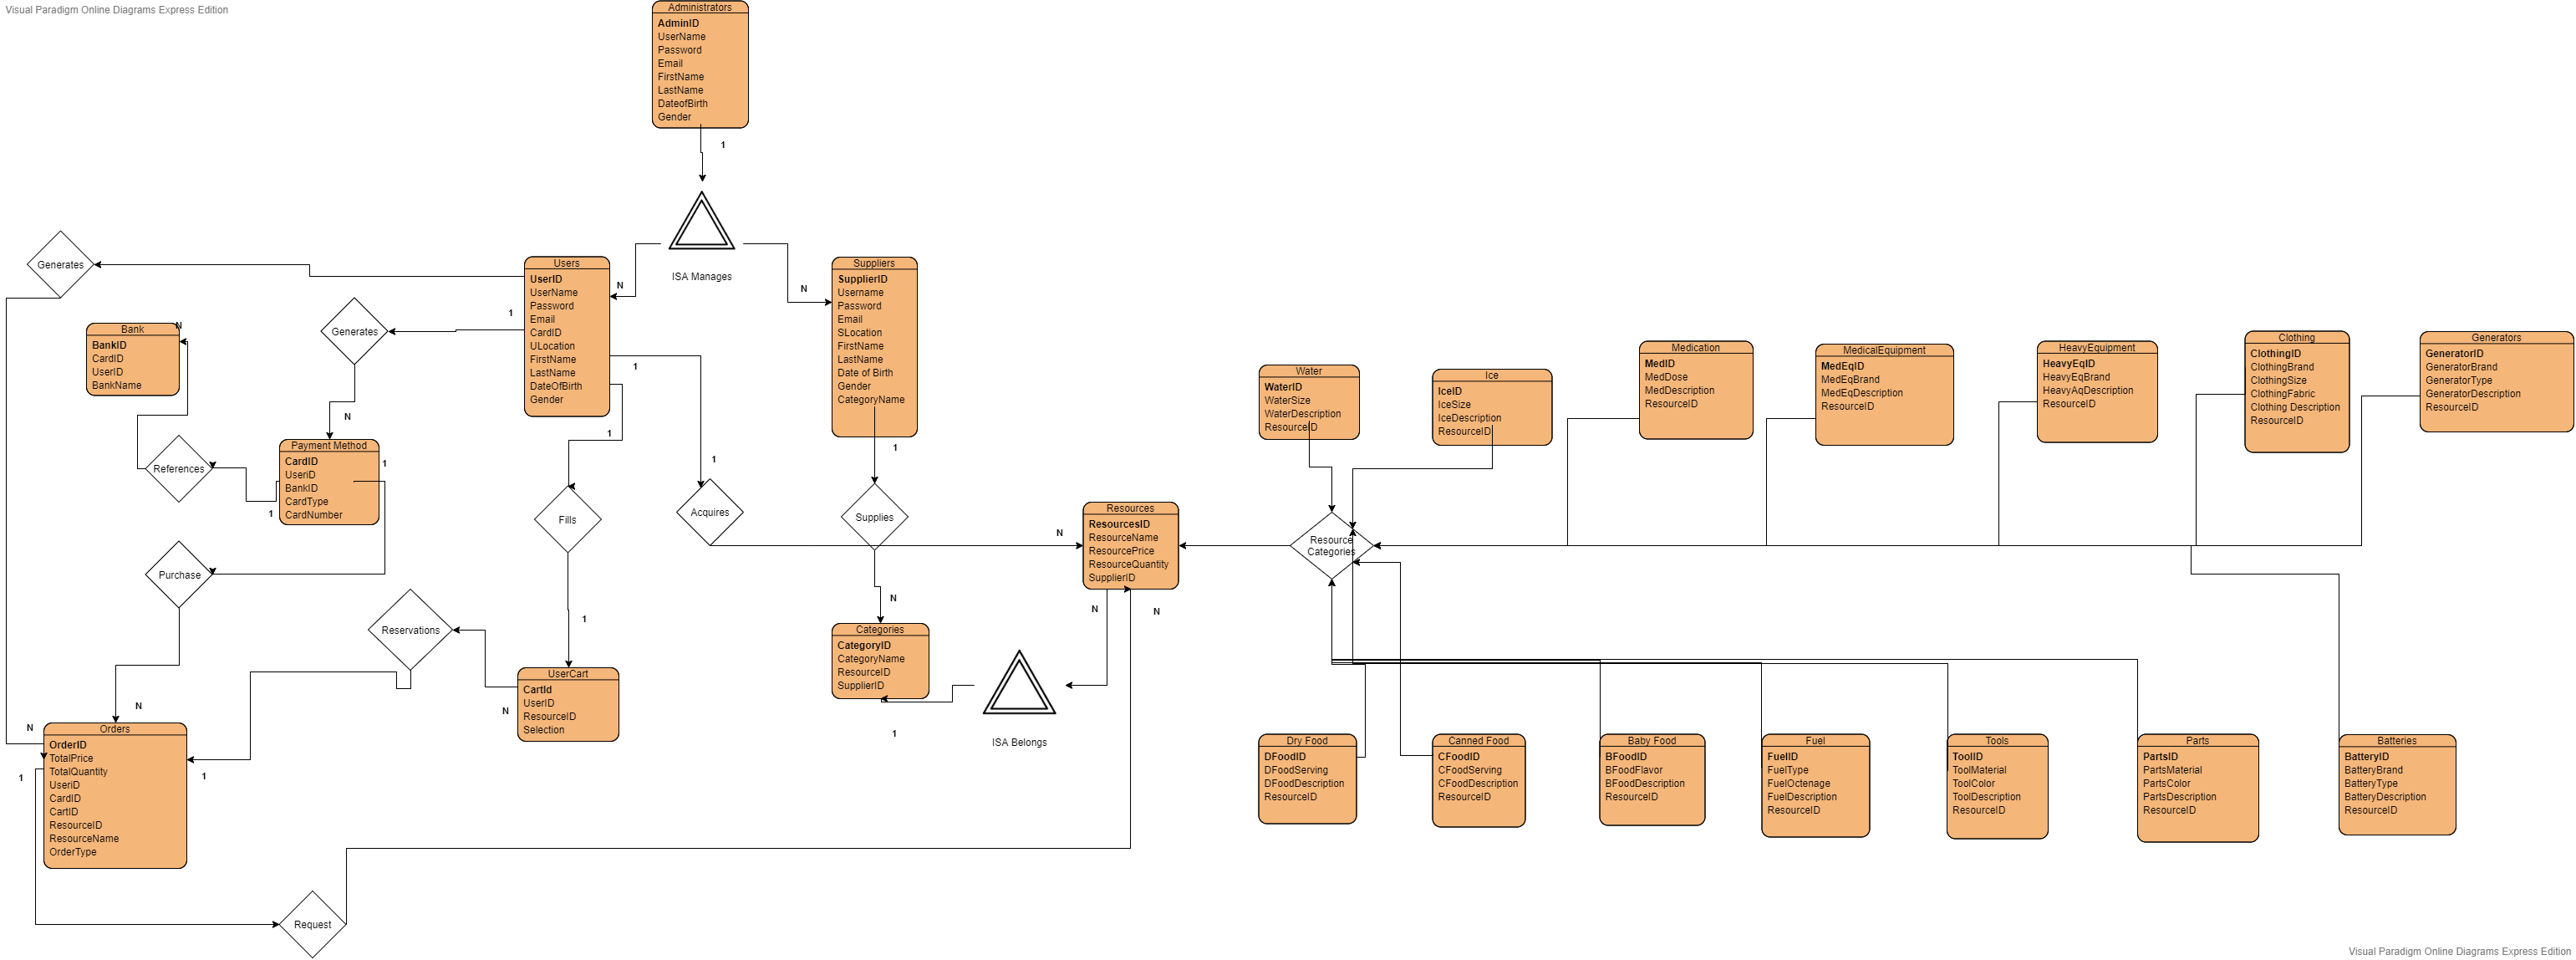 Visual Paradigm Online Diagrams Express Edition
Administrators
AdminID
UserName
Password
Email
FirstName
LastName
DateofBirth
Gender
1
ISA Manages
N
N
Generates
Users
UserID
UserName
Password
Email
CardID
ULocation
FirstName
LastName
DateOfBirth
Gender
Suppliers
SupplierID
Username
Password
Email
SLocation
FirstName
LastName
Date of Birth
Gender
CategoryName
1
Generates
N
Bank
BankID
CardID
UserID
BankName
N
1
1
1
1
Payment Method
CardID
UseriD
BankID
CardType
CardNumber
1
1
References
Fills
Acquires
Supplies
Purchase
Reservations
1
N
N
Resources
ResourcesID
ResourceName
ResourcePrice
ResourceQuantity
SupplierID
N
N
Categories
CategoryID
CategoryName
ResourceID
SupplierID
1
ISA Belongs
UserCart
CartId
UserID
ResourceID
Selection
N
N
N
1
1
Orders
OrderID
TotalPrice
TotalQuantity
UseriD
CardID
CartID
ResourceID
ResourceName
OrderType
Request
Water
WaterID
WaterSize
WaterDescription
ResourceID
Ice
IceID
IceSize
IceDescription
ResourceID
Medication
MedID
MedDose
MedDescription
ResourceID
MedicalEquipment
MedEqID
MedEqBrand
MedEqDescription
ResourceID
HeavyEquipment
HeavyEqID
HeavyEqBrand
HeavyAqDescription
ResourceID
Clothing
ClothingID
ClothingBrand
ClothingSize
ClothingFabric
Clothing Description
ResourceID
Generators
GeneratorID
GeneratorBrand
GeneratorType
GeneratorDescription
ResourceID
Resource
Categories
Dry Food
DFoodID
DFoodServing
DFoodDescription
ResourceID
Canned Food
CFoodID
CFoodServing
CFoodDescription
ResourceID
Baby Food
BFoodID
BFoodFlavor
BFoodDescription
ResourceID
Fuel
FuelID
FuelType
FuelOctenage
FuelDescription
ResourceID
Tools
ToolID
ToolMaterial
ToolColor
ToolDescription
ResourceID
Parts
PartsID
PartsMaterial
PartsColor
PartsDescription
ResourceID
Batteries
BatteryID
BatteryBrand
BatteryType
BatteryDescription
ResourceID
Visual Paradigm Online Diagrams Express Edition